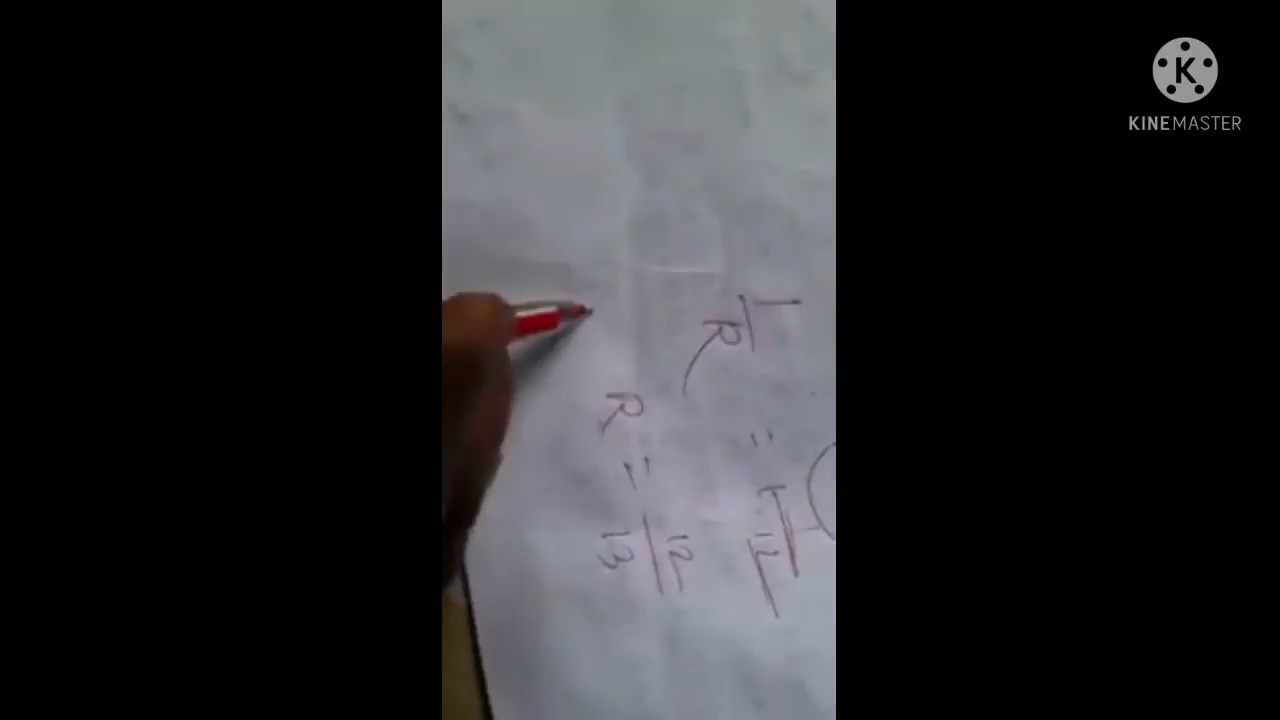 1/R =
R = 12/13
KINEMASTER